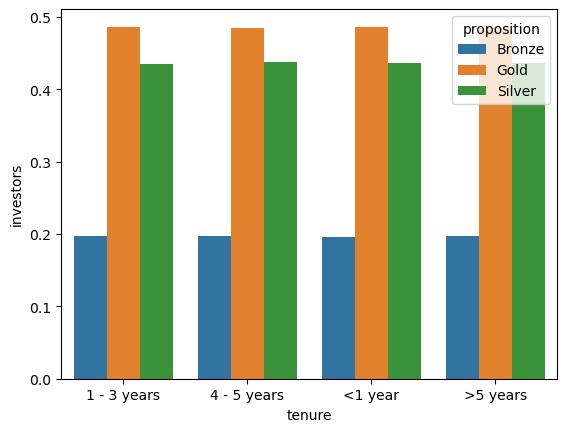 proposition
Bronze
Gold
Silver
0.5
0.4
0.3
0.2
0.1
0.0
investors
1 - 3 years
4 - 5 years
<1 year
>5 years
tenure